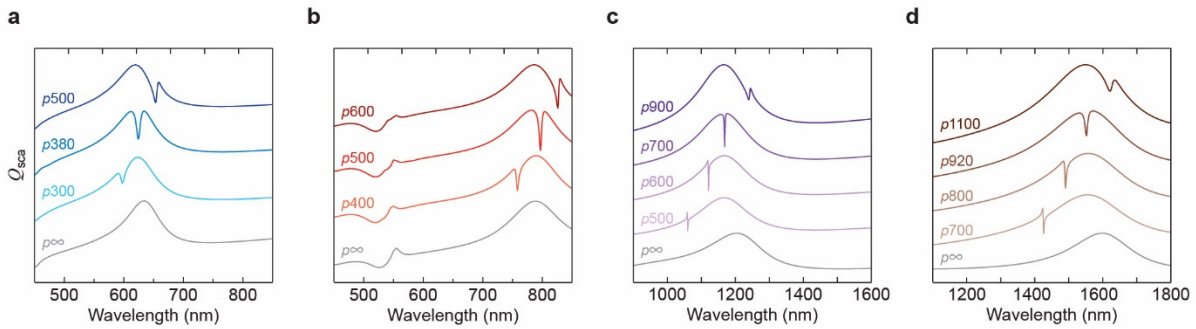 a
b
c
d
Qsca
p500
p380
p300
p∞
500 600 700 800
Wavelength (nm)
p600
p500
p400
p∞
500 600 700 800
Wavelength (nm)
p900
p700
p600
p500
p∞
1000 1200 1400 1600
Wavelength (nm)
p1100
p920
p800
p700
p∞
1200 1400 1600 1800
Wavelength (nm)